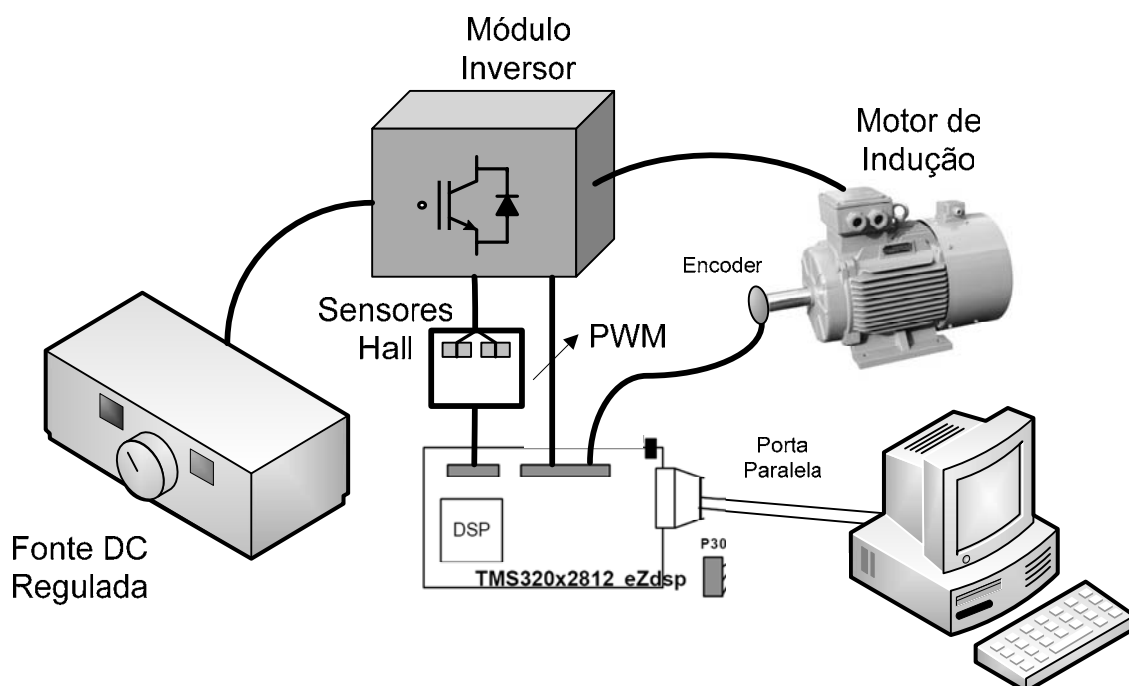 Módulo
Inversor
Motor de
Indução
Encoder
Sensores
Hall
PWM
Porta
Paralela
DSP
P30
TMS320x2812 eZdsp
Fonte DC
Regulada